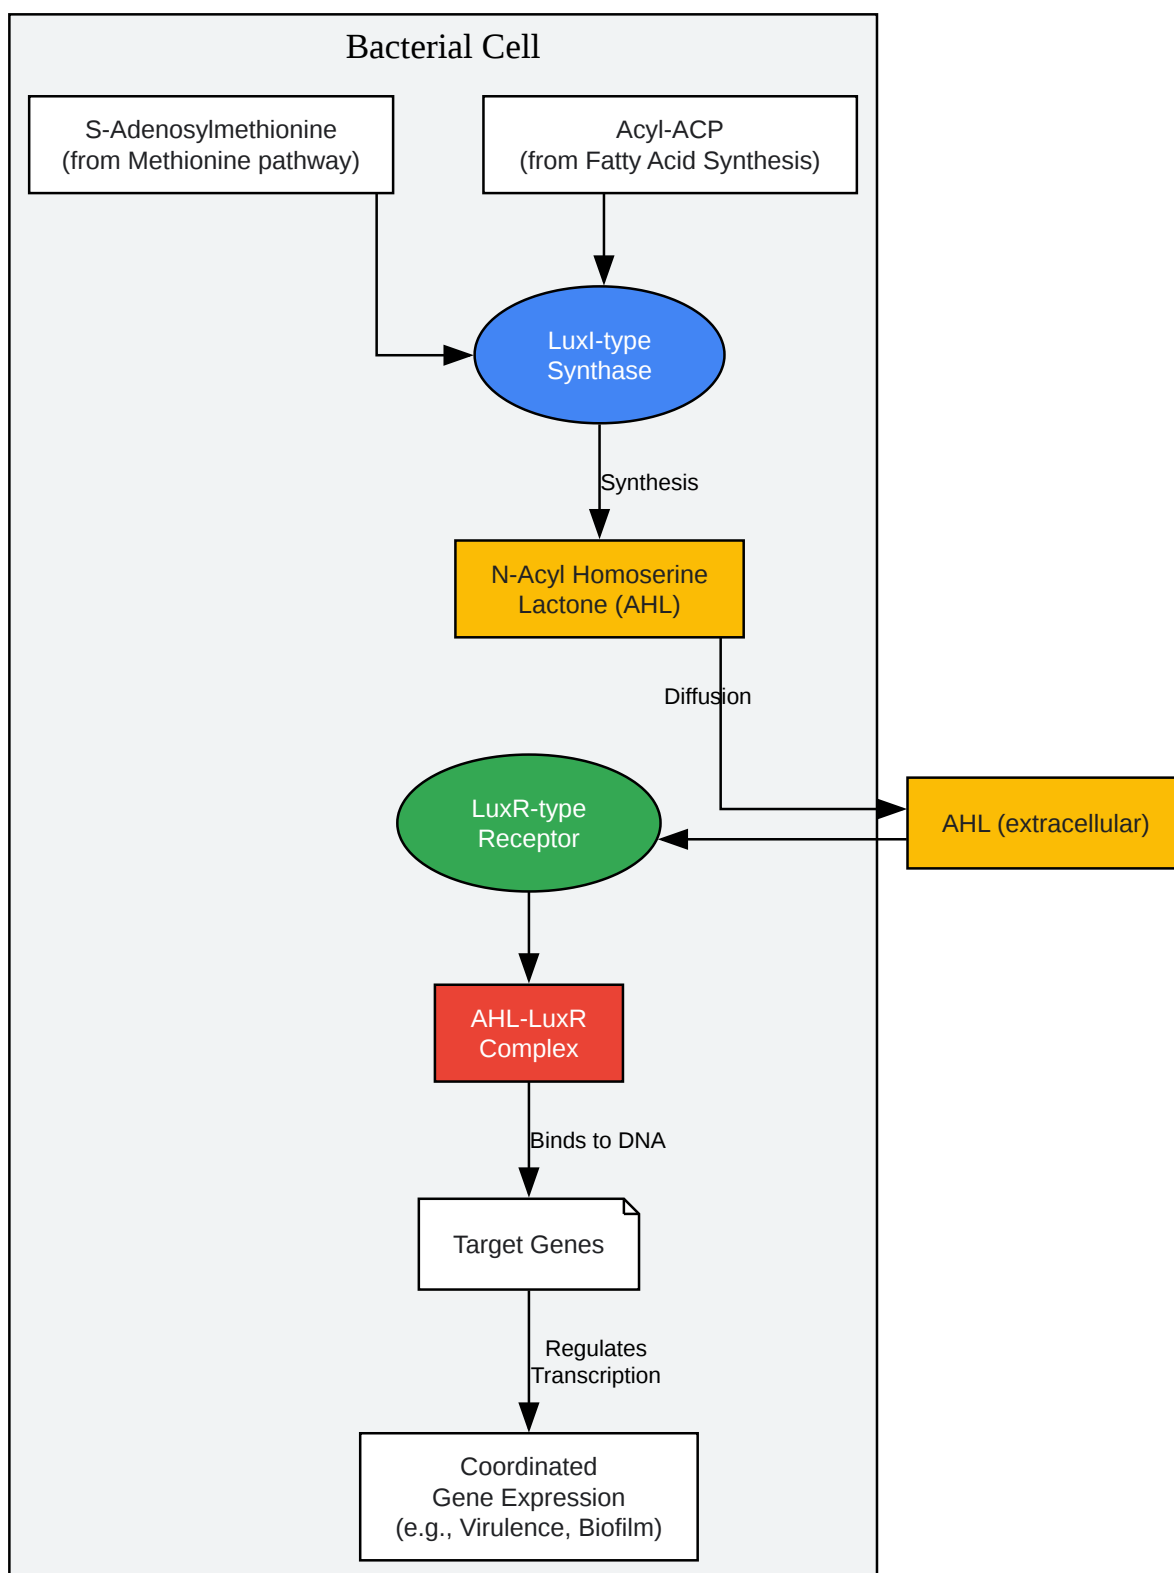 Bacterial Cell
S-Adenosylmethionine
(from Methionine pathway)
Acyl-ACP
(from Fatty Acid Synthesis)
LuxI-type
Synthase
Synthesis
N-Acyl Homoserine
Lactone (AHL)
Diffusion
LuxR-type
Receptor
AHL (extracellular)
AHL-LuxR
Complex
Binds to DNA
Target Genes
Regulates
Transcription
Coordinated
Gene Expression
(e.g., Virulence, Biofilm)